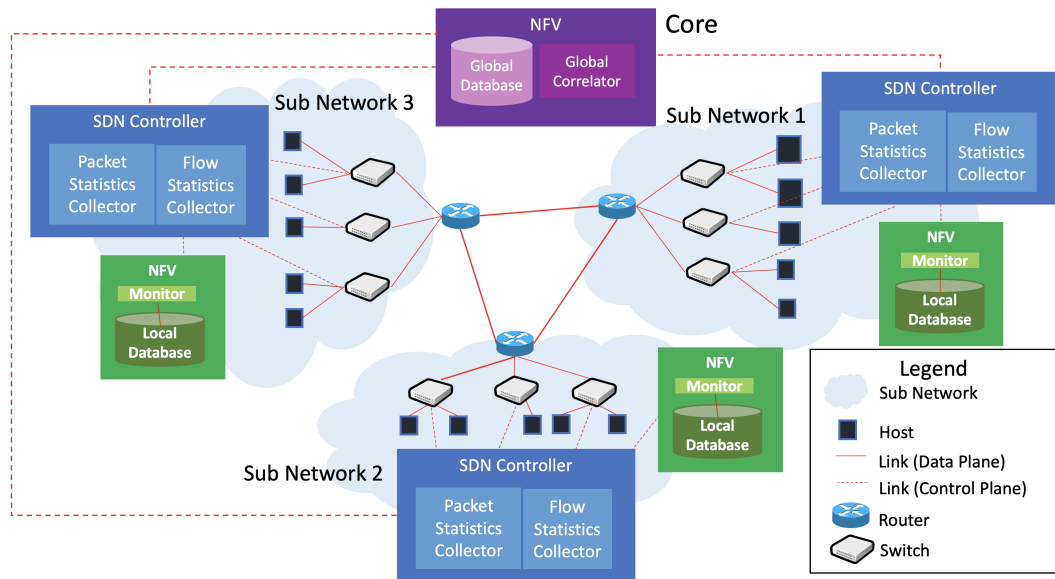 NFV
Core
Global
Database
Global
Correlator
Sub Network 3
SDN Controller
Packet
Statistics
Collector
Flow
Statistics
Collector
NFV
Monitor
Local
Database
Sub Network 1
SDN Controller
Packet
Statistics
Collector
Flow
Statistics
Collector
NFV
Monitor
Local
Database
NFV
Monitor
Local
Database
Sub Network 2
SDN Controller
Packet
Statistics
Collector
Flow
Statistics
Collector
Legend
Sub Network
Host
Link (Data Plane)
Link (Control Plane)
Router
Switch